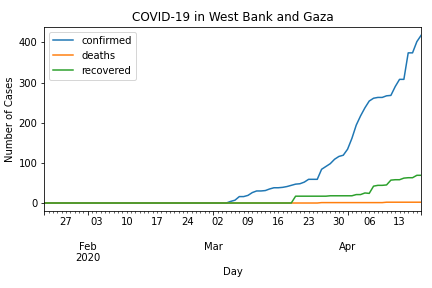 COVID-19 in West Bank and Gaza
confirmed
deaths
recovered
Number of Cases
400
300
200
100
0
27 03 10 17 24 02 09 16 23 30 06 13
Feb Mar Apr
2020
Day